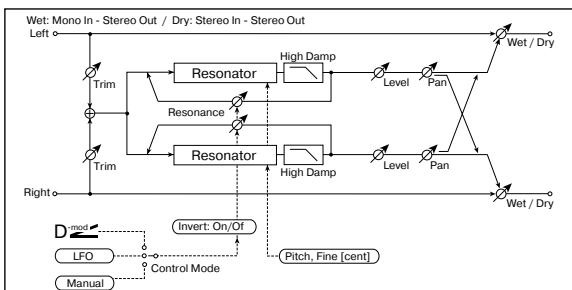 Wet: Mono In - Stereo Out / Dry: Stereo In - Stereo Out
Left
Wet / Dry
High Damp
Resonator
Trim
Level
Pan
Resonance
Resonator
Trim
High Damp
Level
Pan
Right
Wet / Dry
D-mod
Invert: On/Of
LFO
Control Mode
Pitch, Fine [cent]
Manual